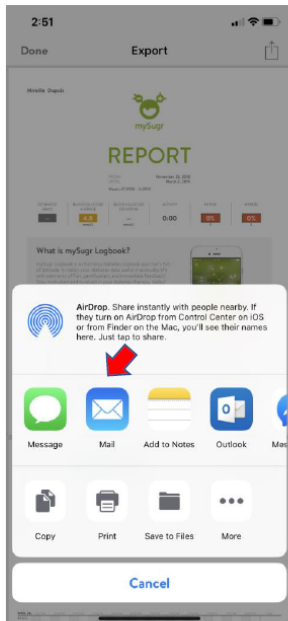 2:51
Done Export
mySugr
REPORT
What is mySugr Logbook?
AirDrop. Share instantly with people nearby. If
they turn on AirDrop from Control Center on iOS
or from Finder on the Mac, you'll see their names
here. Just tap to share.
Message Mail Add to Notes Outlook Mes
Copy Print Save to Files More
Cancel